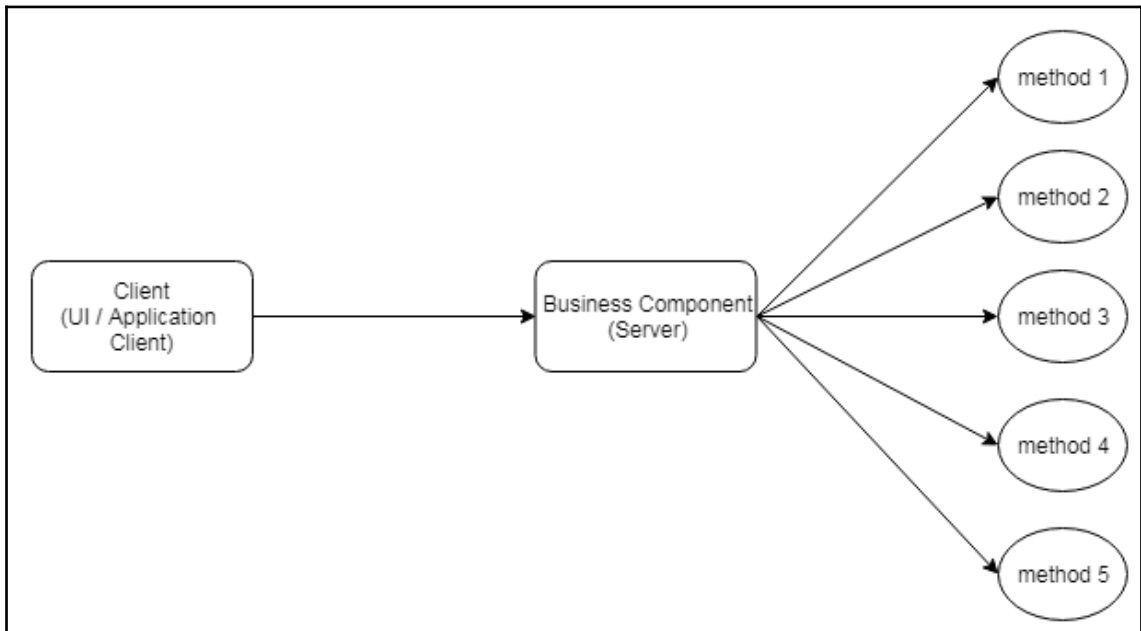 Client
(UI / Application
Client)
Business Component
(Server)
method 1
method 2
method 3
method 4
method 5